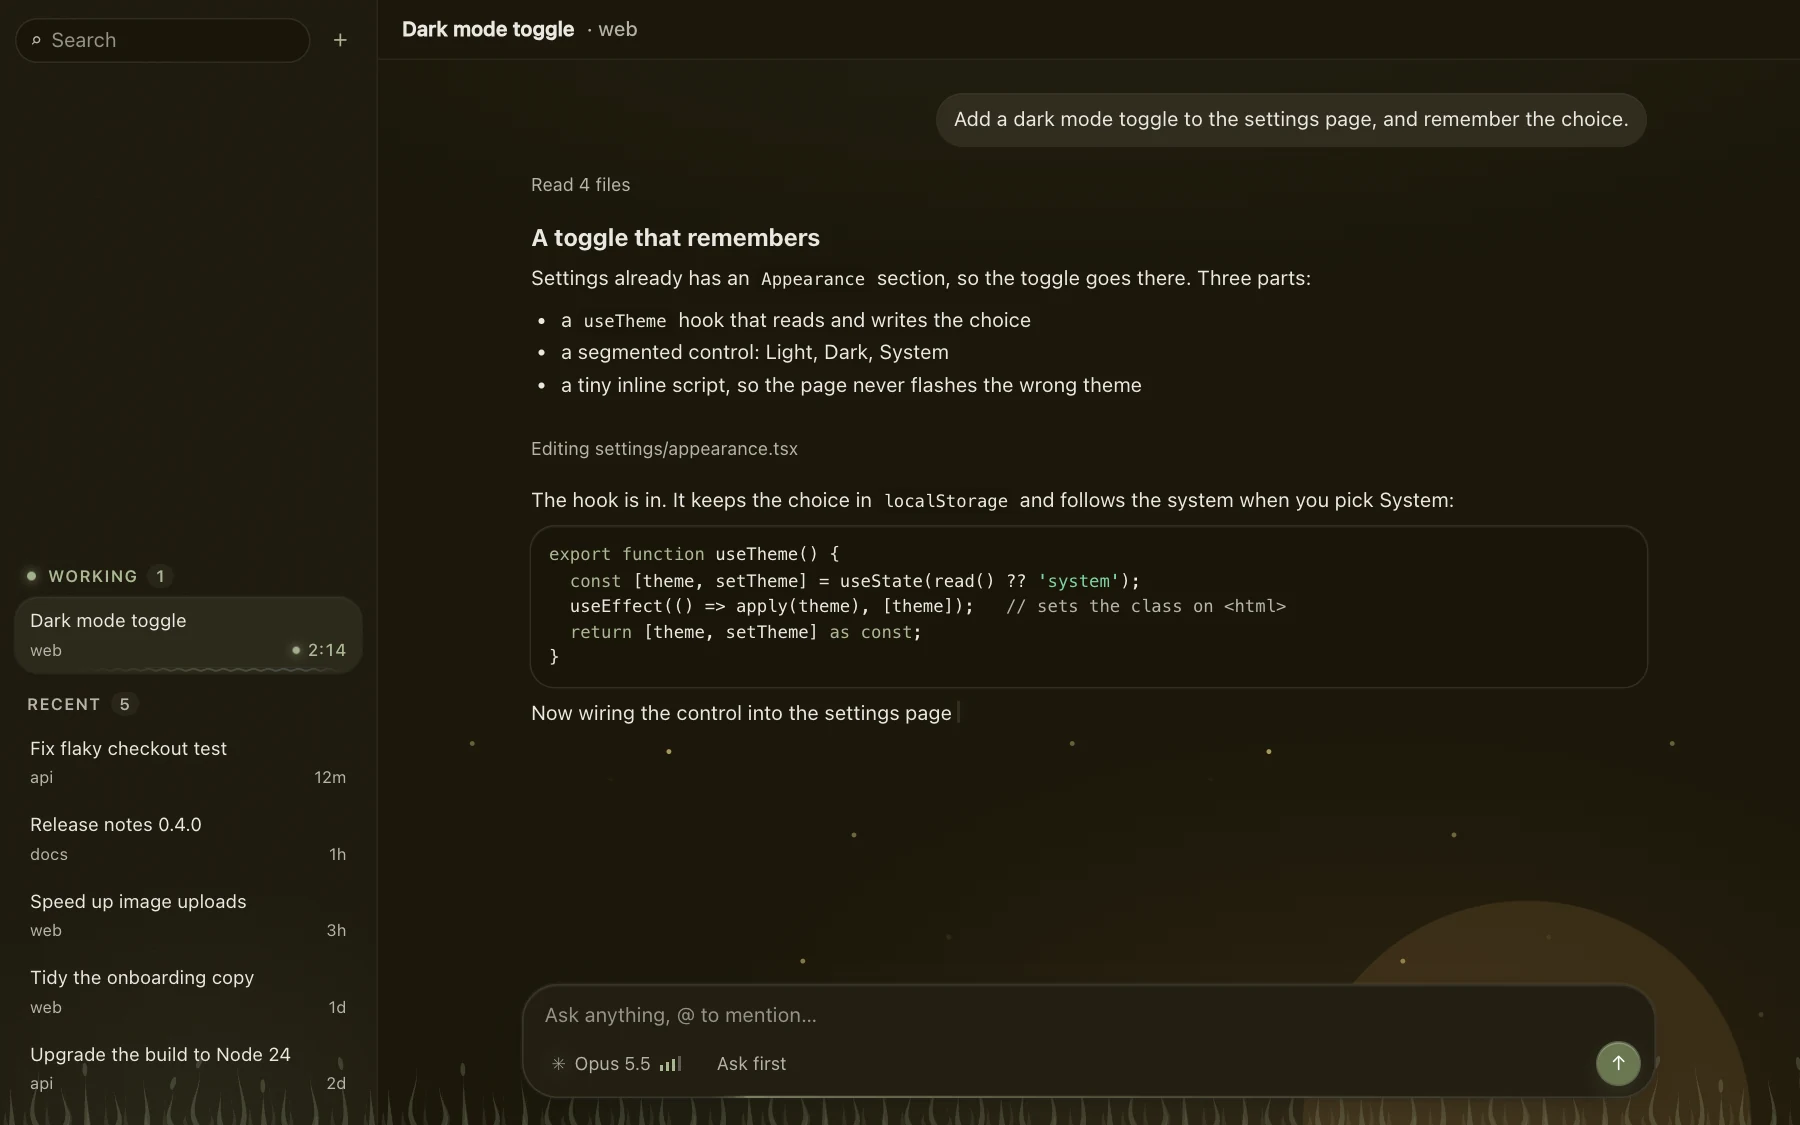 Search
+
WORKING 1
Dark mode toggle
web
2:14
RECENT 5
Fix flaky checkout test
api
12m
Release notes 0.4.0
docs
1h
Speed up image uploads
web
3h
Tidy the onboarding copy
web
1d
Upgrade the build to Node 24
api
2d
Dark mode toggle · web
Add a dark mode toggle to the settings page, and remember the choice.
Read 4 files
A toggle that remembers
Settings already has an Appearance section, so the toggle goes there. Three parts:
• a useTheme hook that reads and writes the choice
• a segmented control: Light, Dark, System
• a tiny inline script, so the page never flashes the wrong theme
Editing settings/appearance.tsx
The hook is in. It keeps the choice in localStorage and follows the system when you pick System:
export function useTheme() {
  const [theme, setTheme] = useState(read() ?? 'system');
  useEffect(() => apply(theme), [theme]);   // sets the class on <html>
  return [theme, setTheme] as const;
}
Now wiring the control into the settings page
Ask anything, @ to mention...
Opus 5.5
Ask first